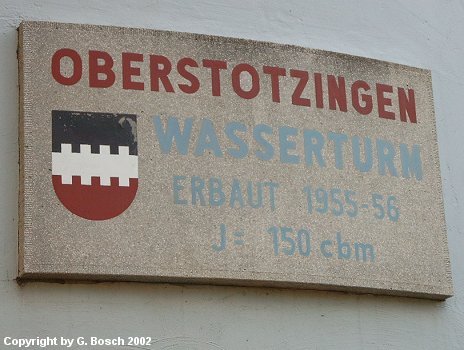 OBERSTOTZINGEN
WASSERTURM
ERBAUT 1955-56
J = 150 cbm
Copyright by G. Bosch 2002